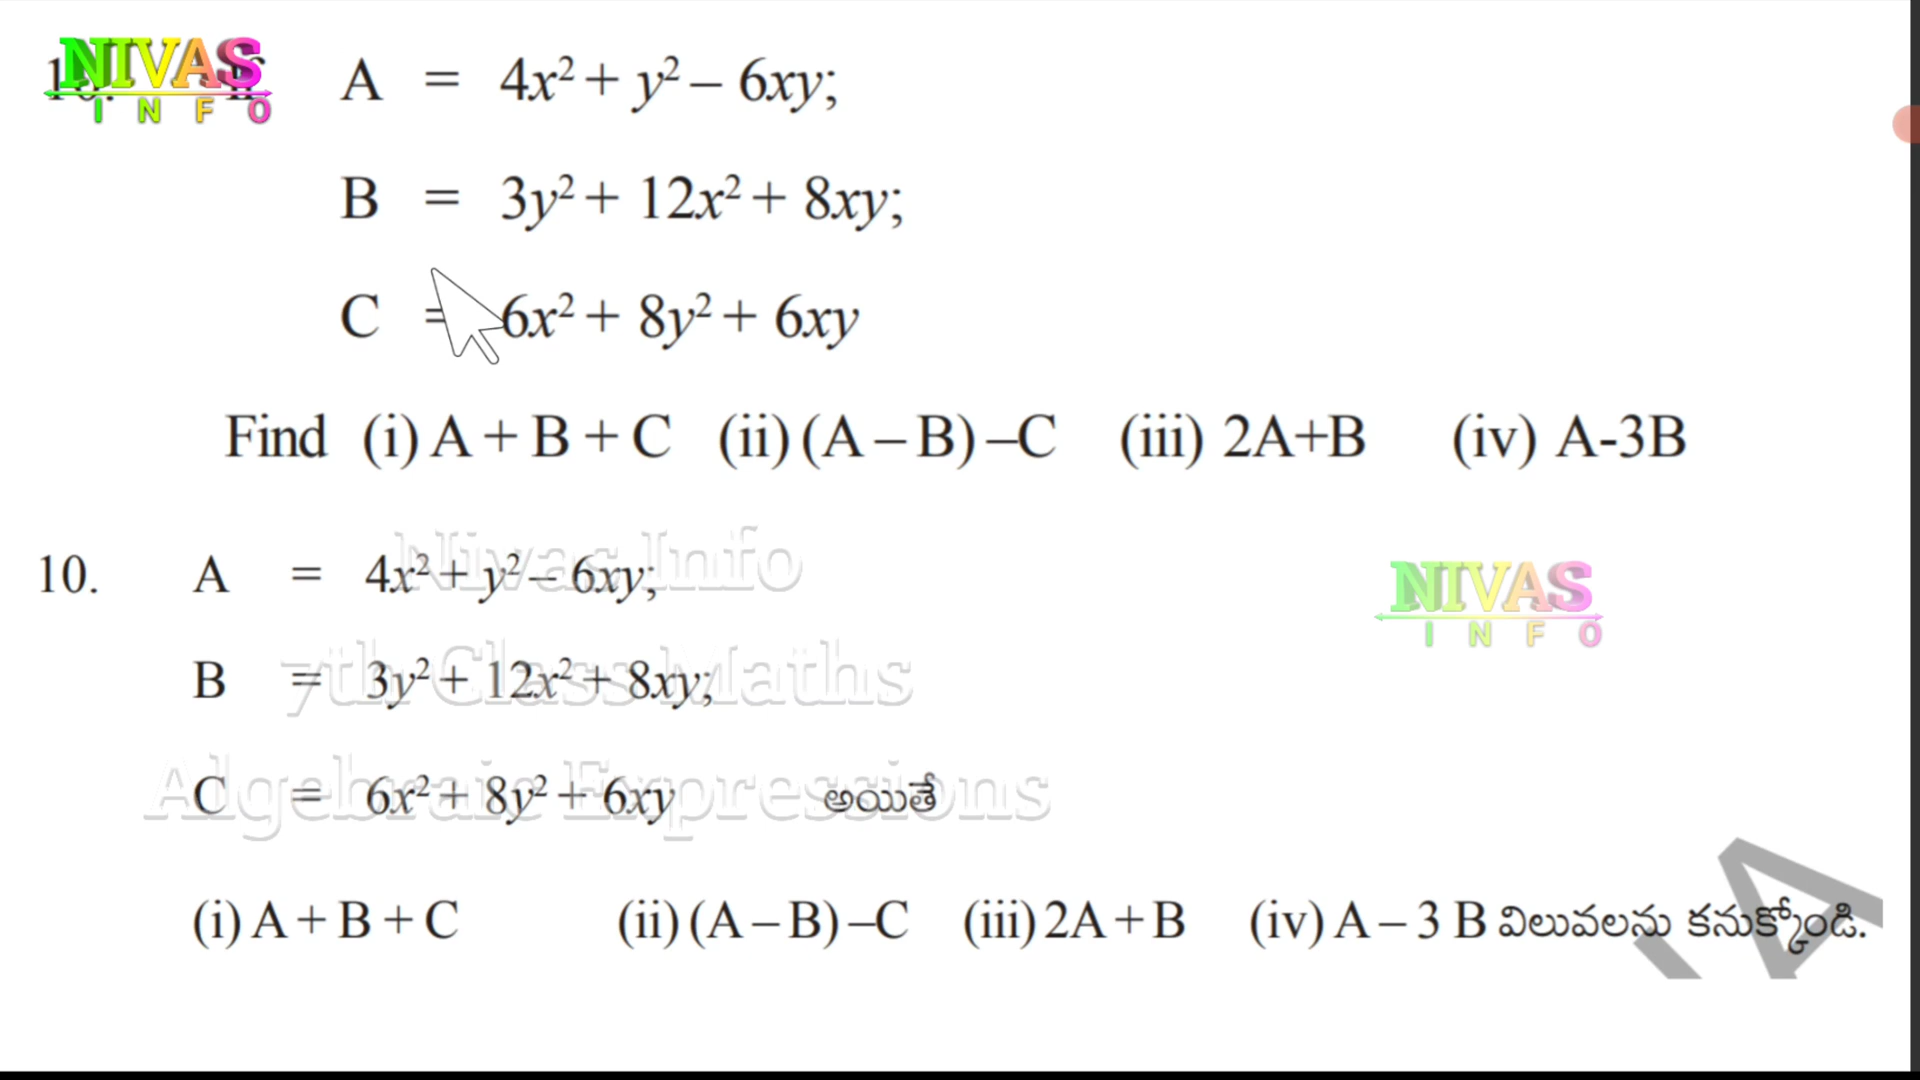 NIVAS
INFO
A = 4x² + y² – 6xy;
B = 3y² + 12x² + 8xy;
C = 6x² + 8y² + 6xy
Find (i) A + B + C (ii) (A – B) –C (iii) 2A+B (iv) A-3B
Nivas Info
10. A = 4x² + y² – 6xy;
NIVAS
INFO
7th Class Maths
B = 3y² + 12x² + 8xy;
Algebraic Expressions
C = 6x² + 8y² + 6xy అయితే
(i) A + B + C (ii) (A – B) –C (iii) 2A + B (iv) A – 3 B విలువలను కనుక్కోండి.